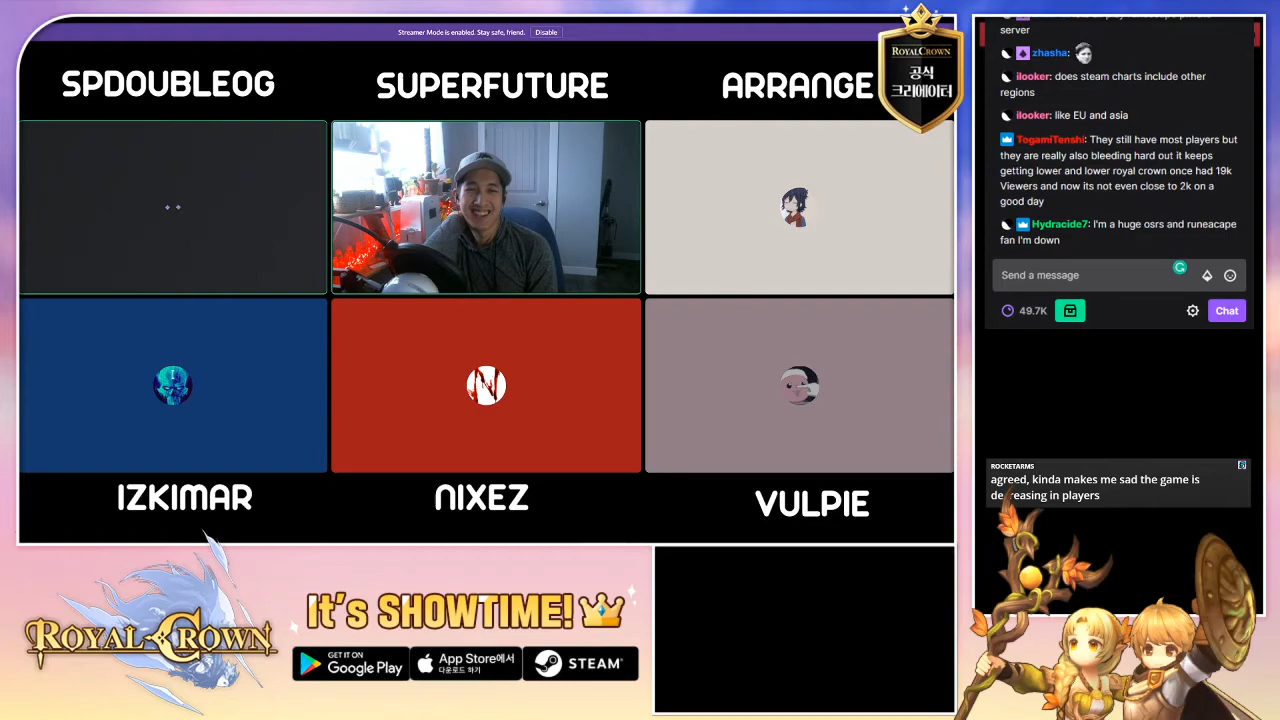 Streamer Mode is enabled. Stay safe, friend. Disable
SPDOUBLEOG
SUPERFUTURE
ARRANGE
ROYALCROWN
공식
크리에이터
IZKIMAR
NIXEZ
VULPIE
server
zhasha:
ilooker: does steam charts include other
regions
ilooker: like EU and asia
TogamiTenshi: They still have most players but
they are really also bleeding hard out it keeps
getting lower and lower royal crown once had 19k
Viewers and now its not even close to 2k on a
good day
Hydracide7: I'm a huge osrs and runeacape
fan I'm down
Send a message
49.7K
Chat
ROCKETARMS
agreed, kinda makes me sad the game is
decreasing in players
ROYAL CROWN
It's SHOWTIME!
GET IT ON
Google Play
App Store에서
다운로드 하기
STEAM